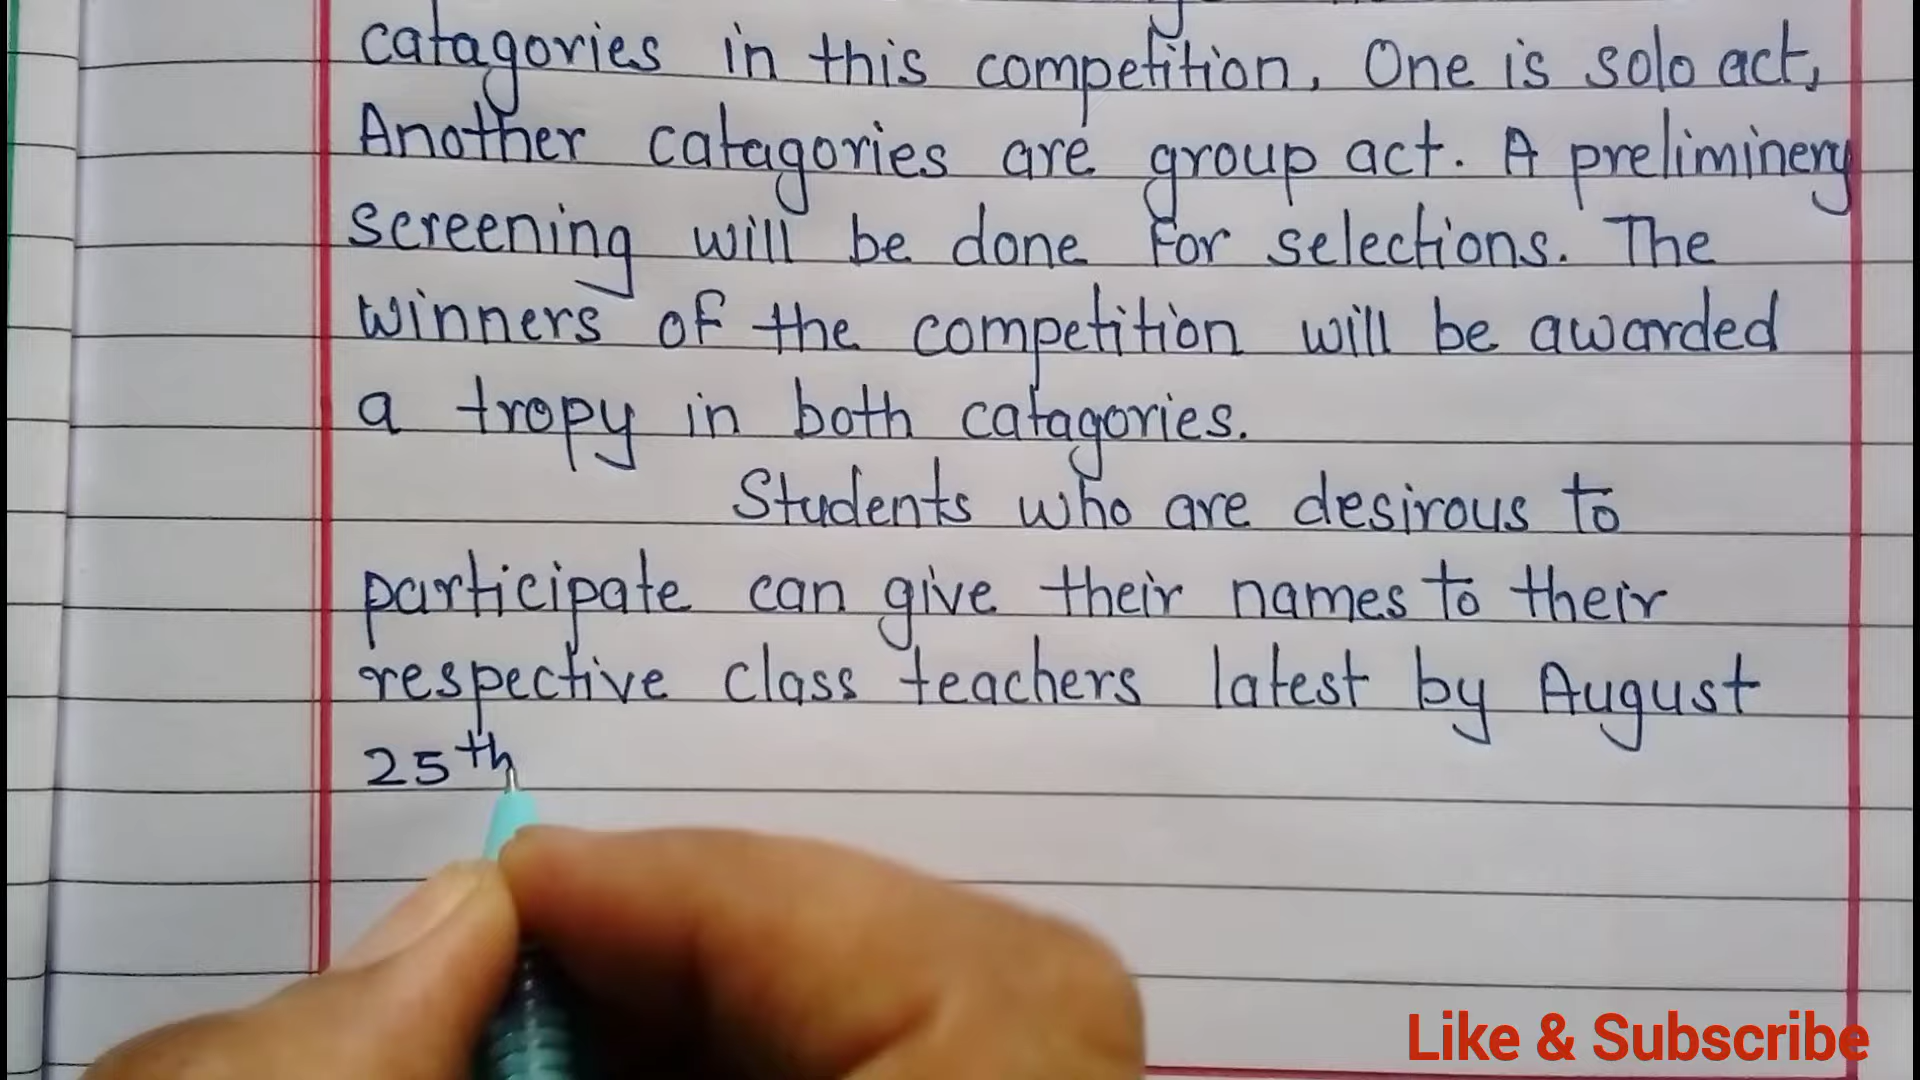 catagories in this competition, One is solo act,
Another catagories are group act. A preliminery
screening will be done for selections. The
winners of the competition will be awarded
a tropy in both catagories.
Students who are desirous to
participate can give their names to their
respective class teachers latest by August
25th
Like & Subscribe